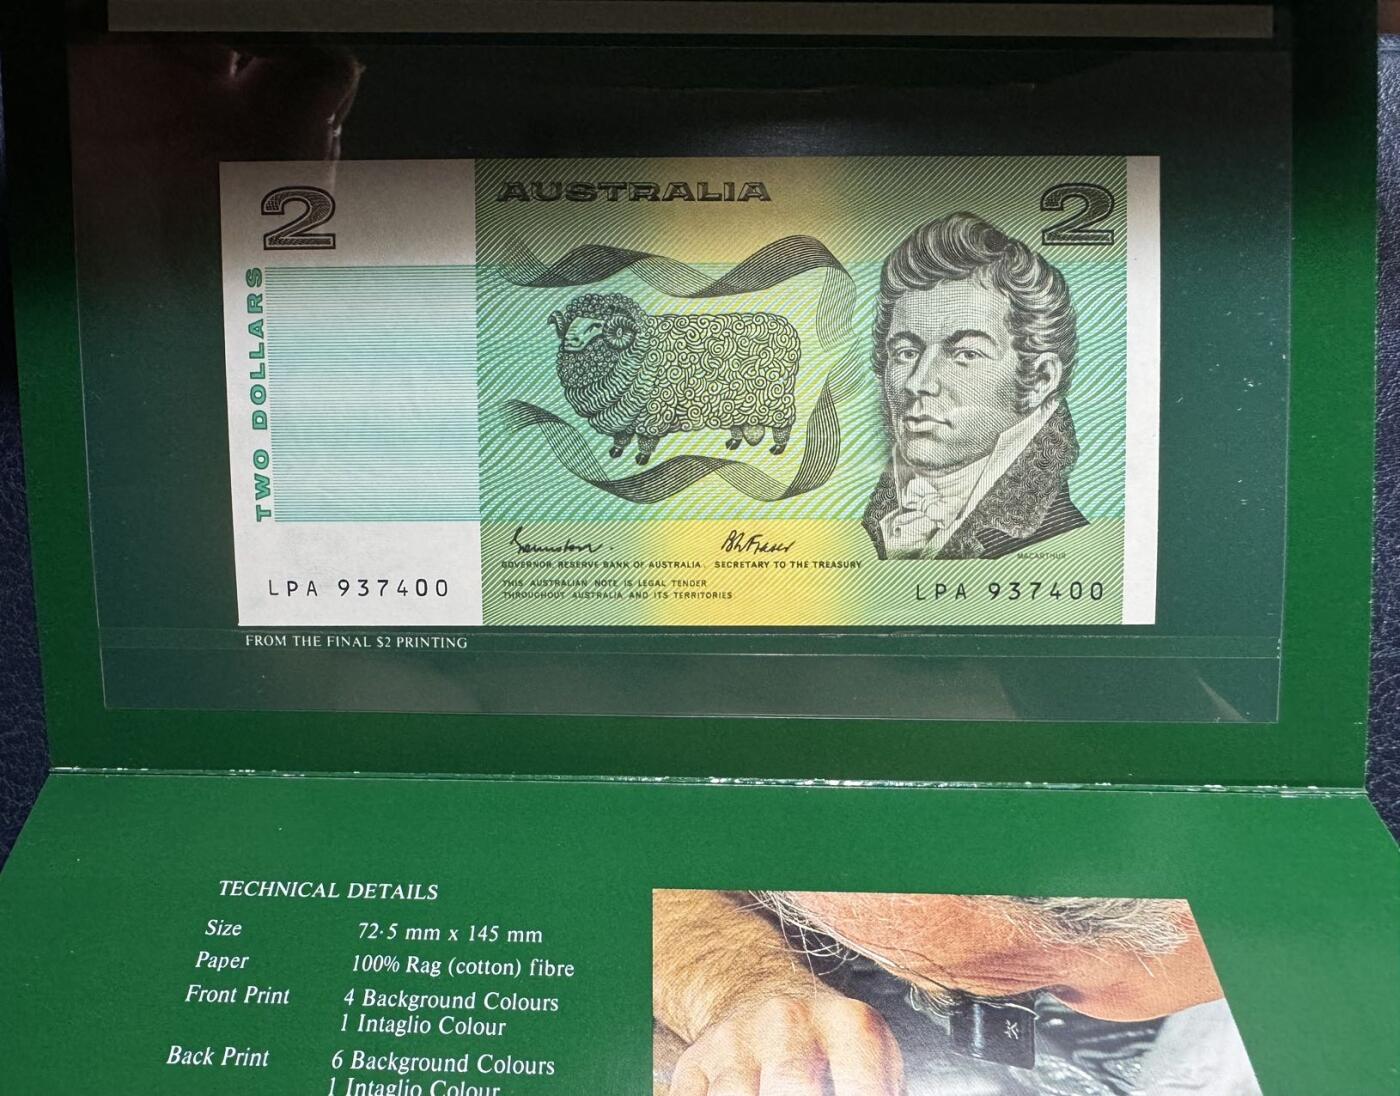 2
AUSTRALIA
2
TWO DOLLARS
GOVERNOR, RESERVE BANK OF AUSTRALIA. SECRETARY TO THE TREASURY
MACARTHUR
THIS AUSTRALIAN NOTE IS LEGAL TENDER
THROUGHOUT AUSTRALIA AND ITS TERRITORIES
LPA 937400
LPA 937400
FROM THE FINAL $2 PRINTING
TECHNICAL DETAILS
Size 72·5 mm x 145 mm
Paper 100% Rag (cotton) fibre
Front Print 4 Background Colours
1 Intaglio Colour
Back Print 6 Background Colours
1 Intaglio Colour